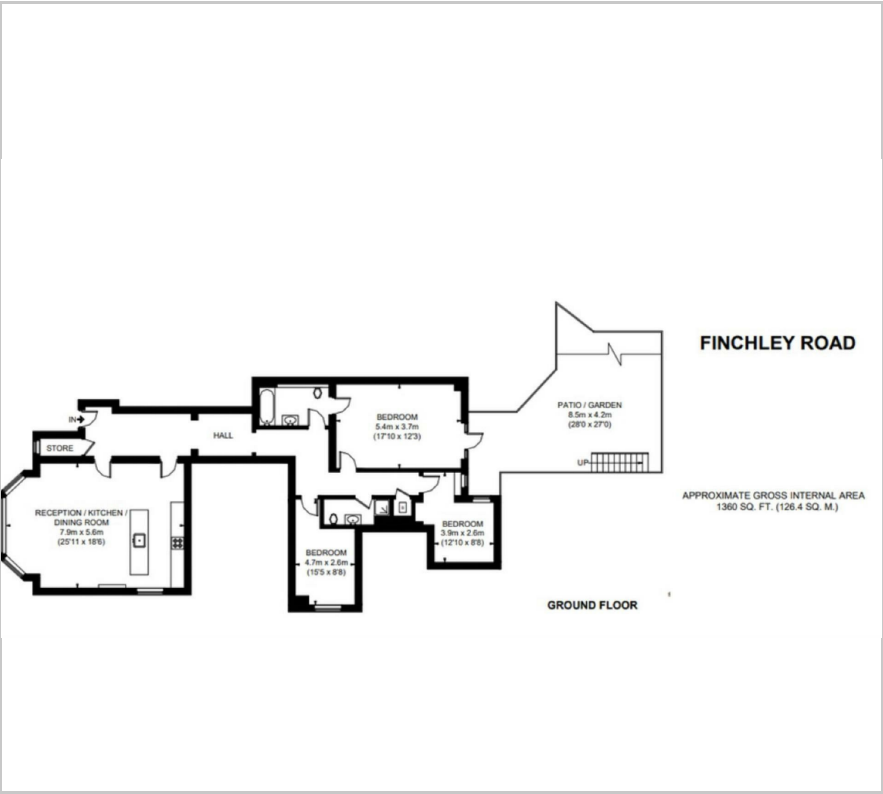 FINCHLEY ROAD
IN
STORE
HALL
BEDROOM
5.4m x 3.7m
(17'10 x 12'3)
PATIO / GARDEN
8.5m x 4.2m
(28'0 x 27'0)
UP
RECEPTION / KITCHEN /
DINING ROOM
7.9m x 5.6m
(25'11 x 18'6)
BEDROOM
4.7m x 2.6m
(15'5 x 8'8)
BEDROOM
3.9m x 2.6m
(12'10 x 8'8)
APPROXIMATE GROSS INTERNAL AREA
1360 SQ. FT. (126.4 SQ. M.)
GROUND FLOOR